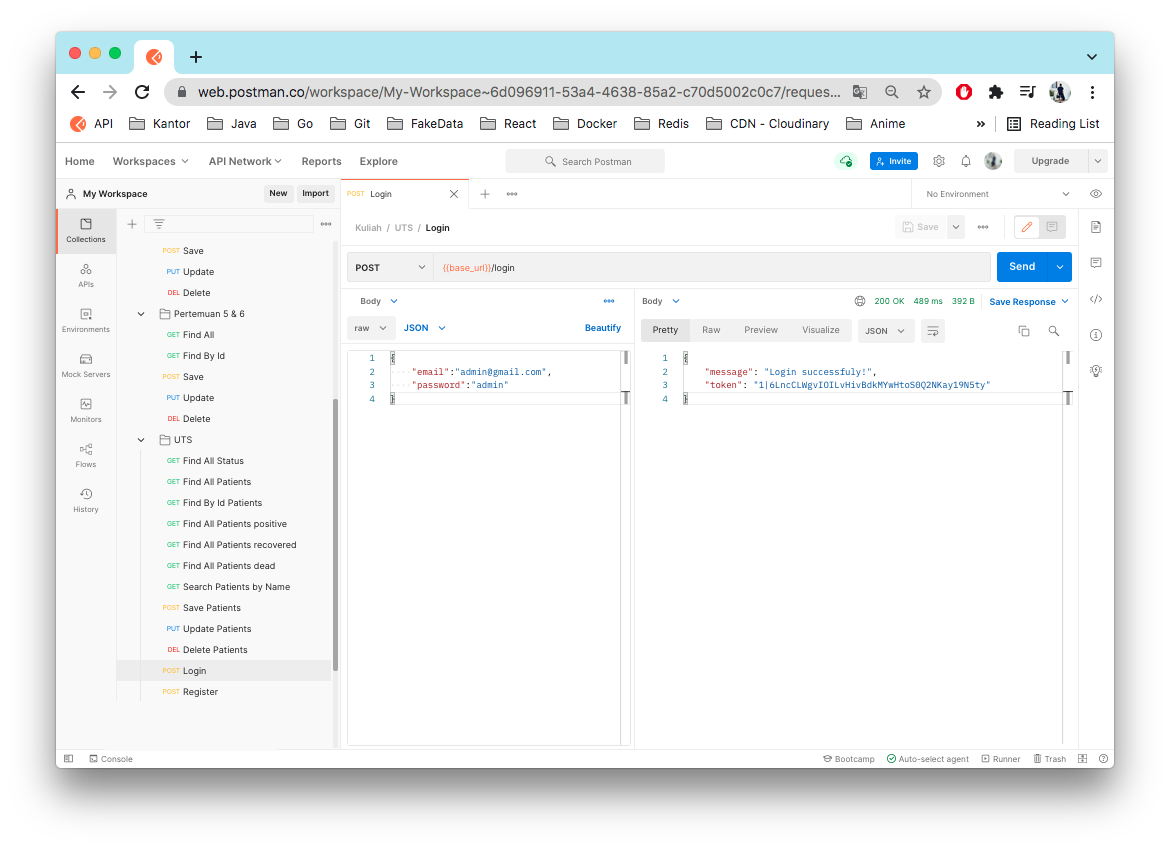 web.postman.co/workspace/My-Workspace~6d096911-53a4-4638-85a2-c70d5002c0c7/reques...
API Kantor Java Go Git FakeData React Docker Redis CDN - Cloudinary Anime » Reading List
Home Workspaces API Network Reports Explore Search Postman Invite Upgrade
My Workspace New Import POST Login No Environment
Collections
APIs
Environments
Mock Servers
Monitors
Flows
History
POST Save
PUT Update
DEL Delete
Pertemuan 5 & 6
GET Find All
GET Find By Id
POST Save
PUT Update
DEL Delete
UTS
GET Find All Status
GET Find All Patients
GET Find By Id Patients
GET Find All Patients positive
GET Find All Patients recovered
GET Find All Patients dead
GET Search Patients by Name
POST Save Patients
PUT Update Patients
DEL Delete Patients
POST Login
POST Register
Kuliah / UTS / Login Save
POST {{base_url}}/login Send
Body
raw JSON Beautify
1 {
2 "email":"admin@gmail.com",
3 "password":"admin"
4 }
Body 200 OK 489 ms 392 B Save Response
Pretty Raw Preview Visualize JSON
1 {
2 "message": "Login successfuly!",
3 "token": "1|6LncCLWgvIOILvHivBdkMYwHtoS0Q2NKay19N5ty"
4 }
Console Bootcamp Auto-select agent Runner Trash